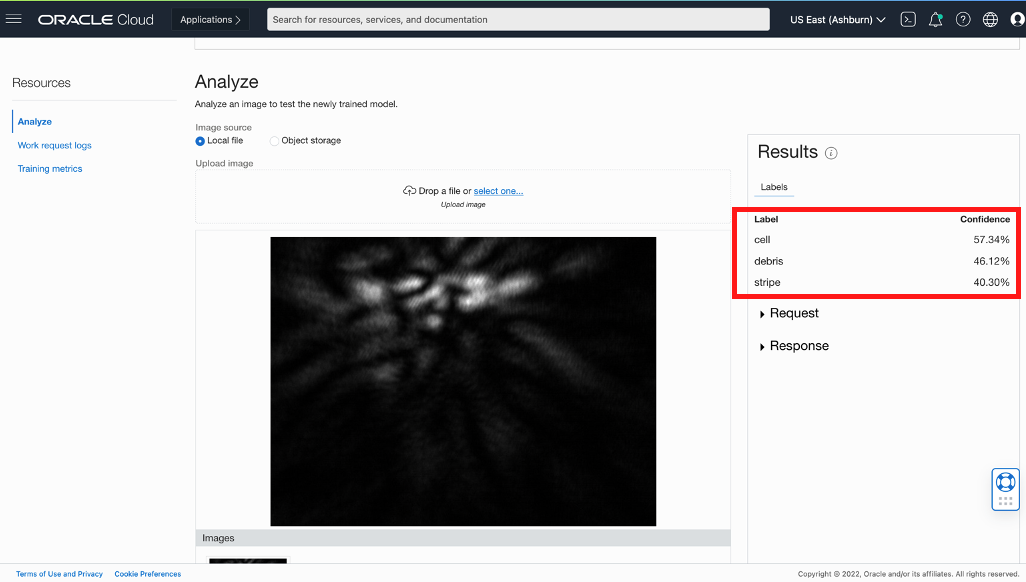 ORACLE Cloud
Applications
Search for resources, services, and documentation
US East (Ashburn)
Resources
Analyze
Work request logs
Training metrics
Analyze
Analyze an image to test the newly trained model.
Image source
Local file
Object storage
Upload image
Drop a file or select one...
Upload image
Images
Results
Labels
Label Confidence
cell 57.34%
debris 46.12%
stripe 40.30%
Request
Response
Terms of Use and Privacy
Cookie Preferences
Copyright © 2022, Oracle and/or its affiliates. All rights reserved.